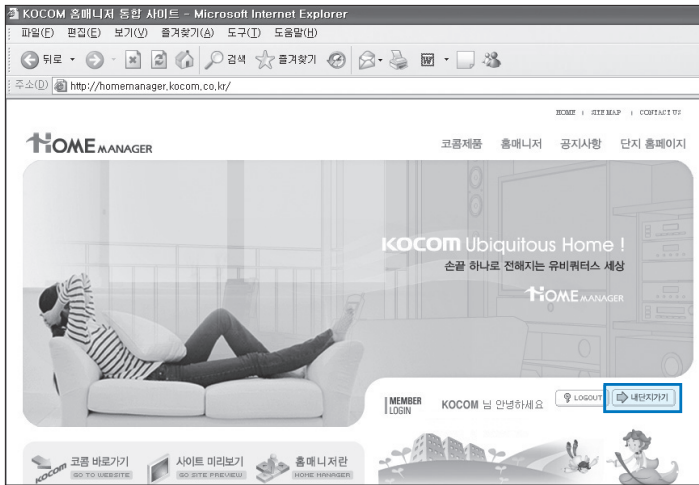 KOCOM 홈매니저 통합 사이트 - Microsoft Internet Explorer
파일(F) 편집(E) 보기(V) 즐겨찾기(A) 도구(T) 도움말(H)
뒤로 검색 즐겨찾기
주소(D) http://homemanager.kocom.co.kr/
HOME | SITE MAP | CONTACT US
HOME MANAGER
코콤제품 홈매니저 공지사항 단지 홈페이지
KOCOM Ubiquitous Home !
손끝 하나로 전해지는 유비쿼터스 세상
HOME MANAGER
MEMBER LOGIN
KOCOM 님 안녕하세요
LOGOUT
내단지가기
KOCOM
코콤 바로가기
GO TO WEBSITE
사이트 미리보기
GO SITE PREVIEW
홈매니저란
HOME MANAGER